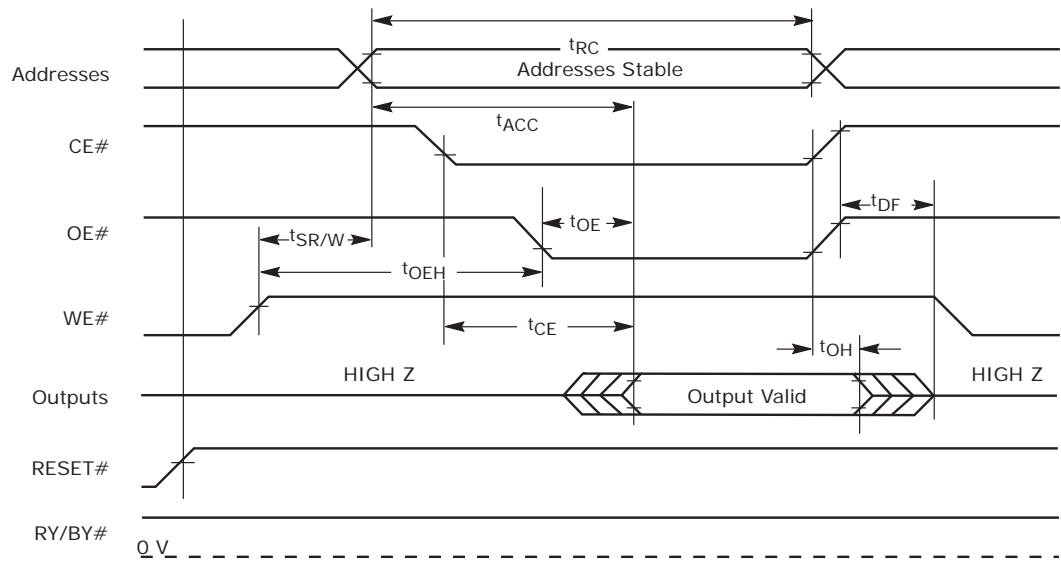 tRC
Addresses
Addresses Stable
tACC
CE#
tDF
OE#
tOE
tSR/W
tOEH
WE#
tCE
tOH
HIGH Z
HIGH Z
Outputs
Output Valid
RESET#
RY/BY#
0 V